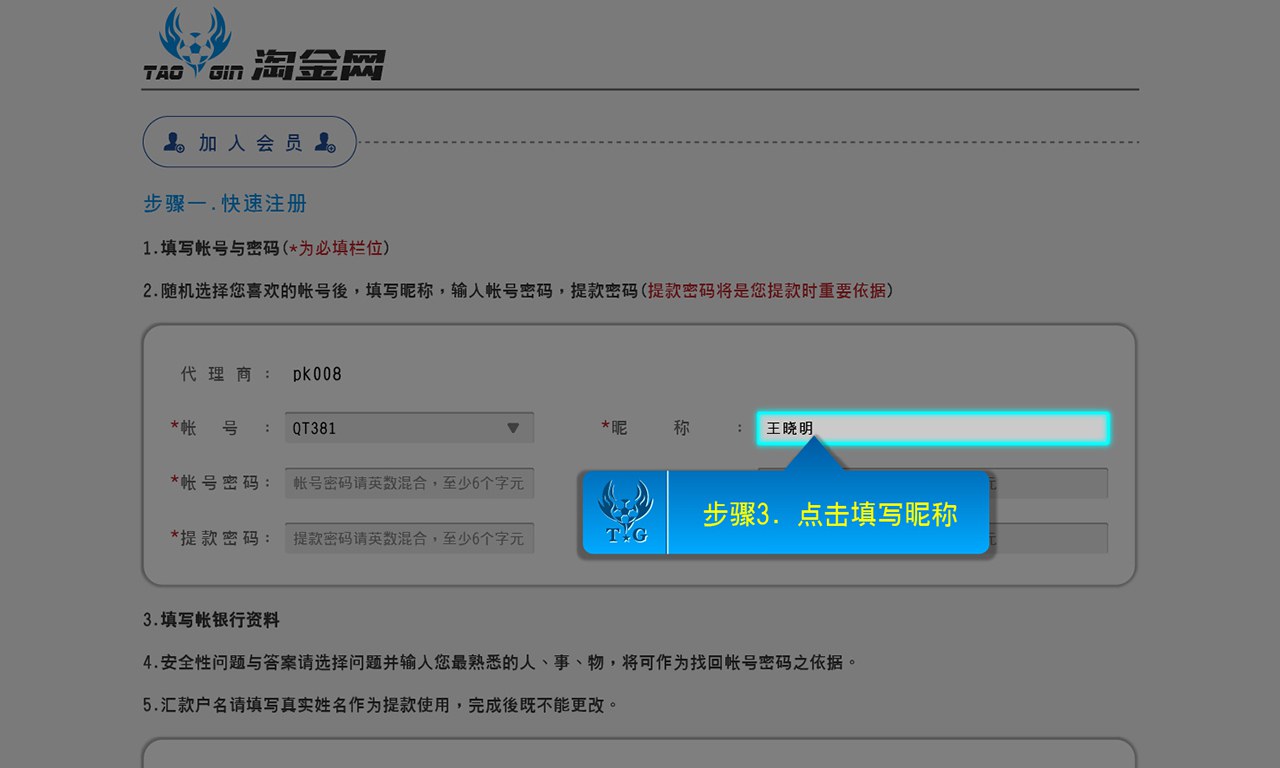 TAO GIN 淘金网
加入会员
步骤一.快速注册
1.填写帐号与密码(*为必填栏位)
2.随机选择您喜欢的帐号後，填写昵称，输人帐号密码，提款密码(提款密码将是您提款时重要依据)
代理商： pk008
*帐号： QT381 *昵称： 王晓明
*帐号密码： 帐号密码请英数混合，至少6个字元 元
T★G 步骤3. 点击填写昵称
*提款密码： 提款密码请英数混合，至少6个字元 元
3.填写帐银行资料
4.安全性问题与答案请选择问题并输人您最熟悉的人、事、物，将可作为找回帐号密码之依据。
5.汇款户名请填写真实姓名作为提款使用，完成後既不能更改。